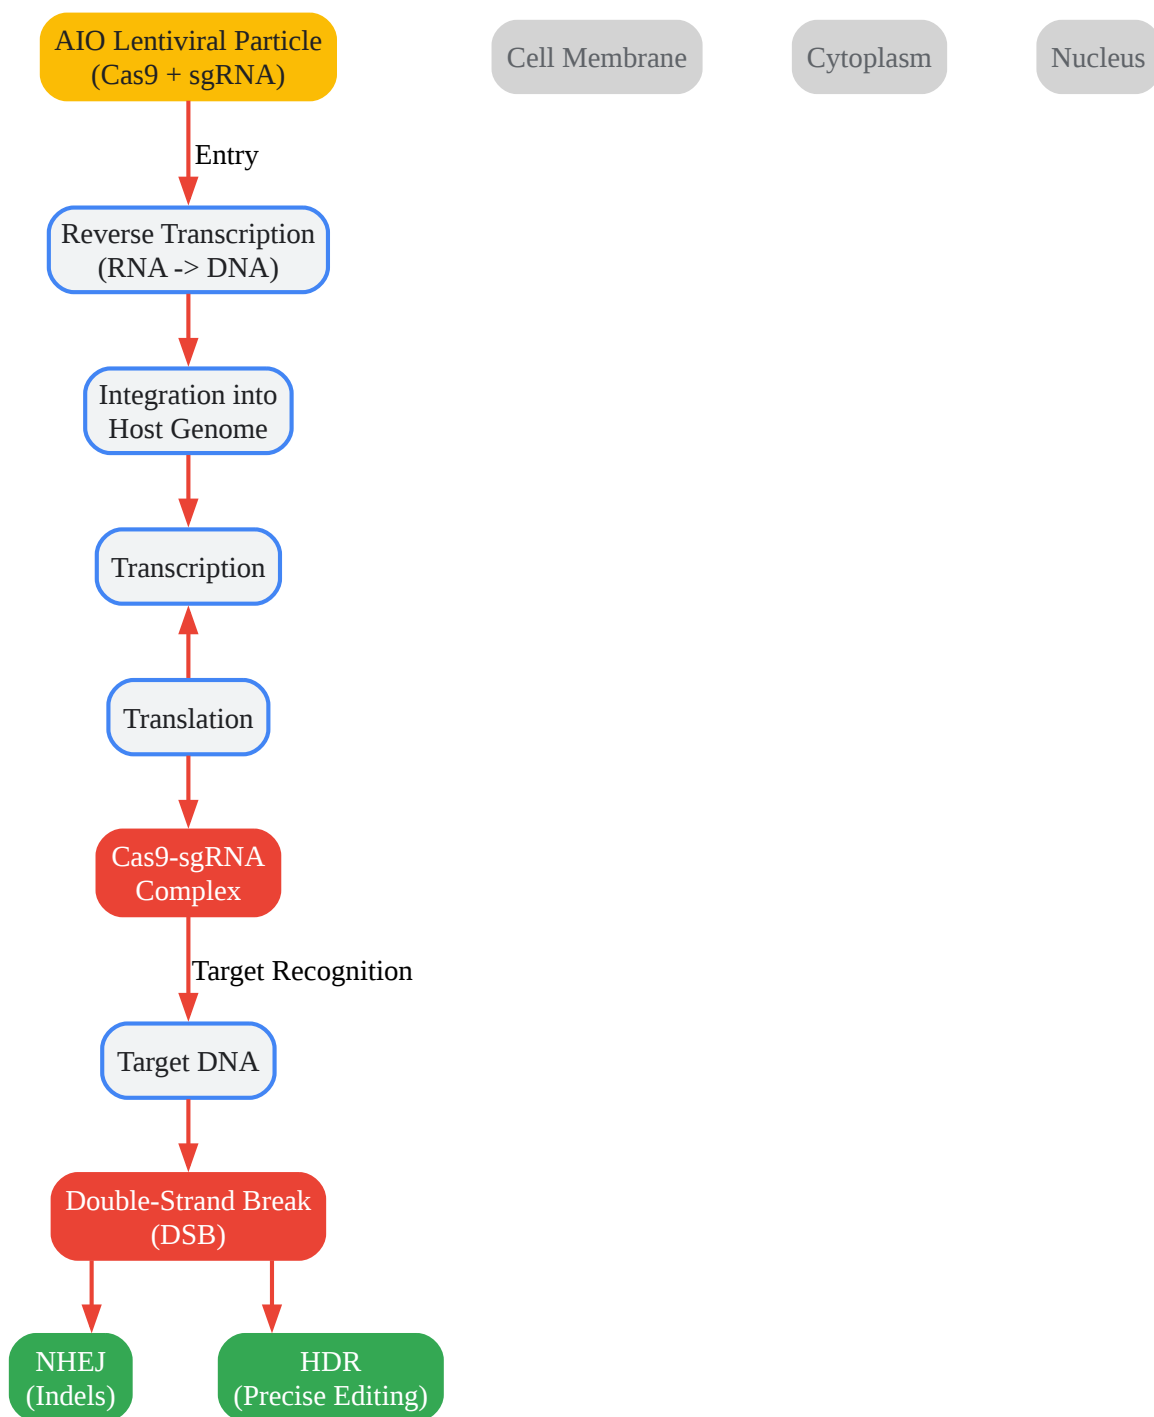 AIO Lentiviral Particle
(Cas9 + sgRNA)
Cell Membrane
Cytoplasm
Nucleus
Entry
Reverse Transcription
(RNA -> DNA)
Integration into
Host Genome
Transcription
Translation
Cas9-sgRNA
Complex
Target Recognition
Target DNA
Double-Strand Break
(DSB)
NHEJ
(Indels)
HDR
(Precise Editing)